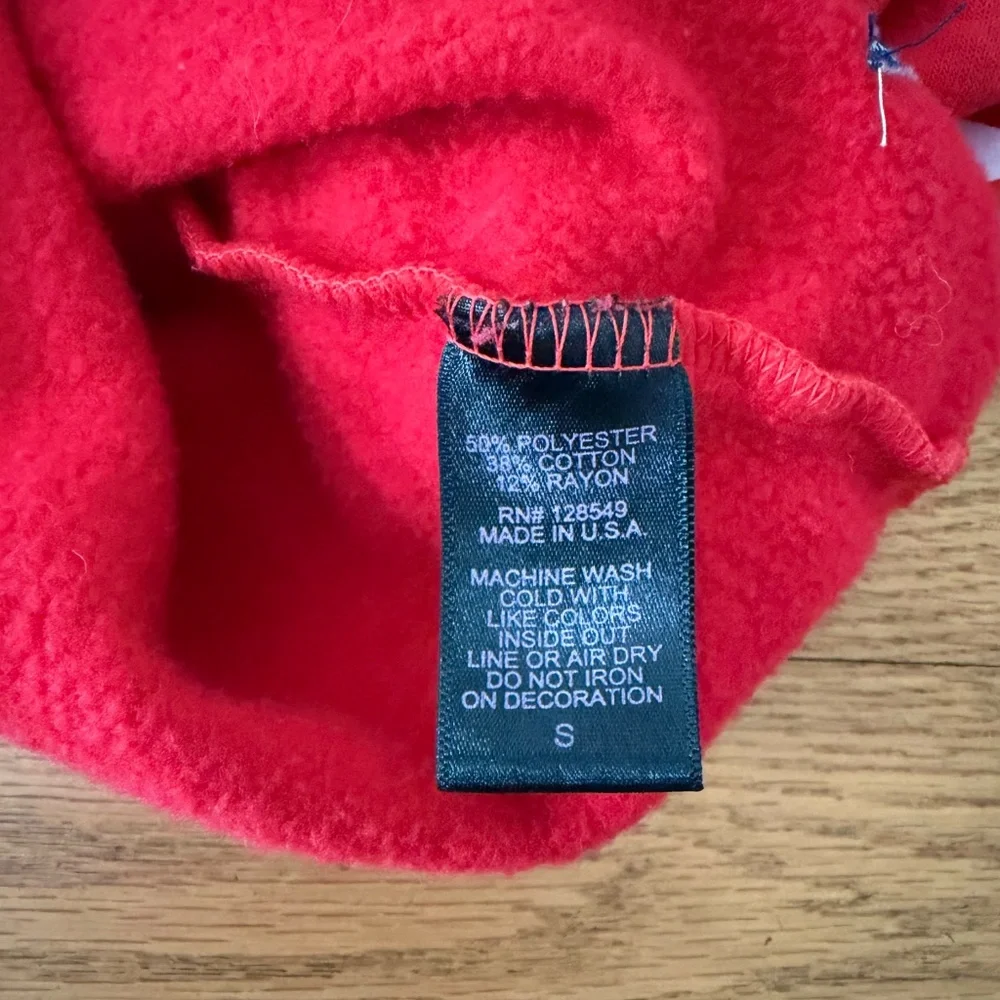 50% POLYESTER
38% COTTON
12% RAYON
RN# 128549
MADE IN U.S.A.
MACHINE WASH
COLD WITH
LIKE COLORS
INSIDE OUT
LINE OR AIR DRY
DO NOT IRON
ON DECORATION
S